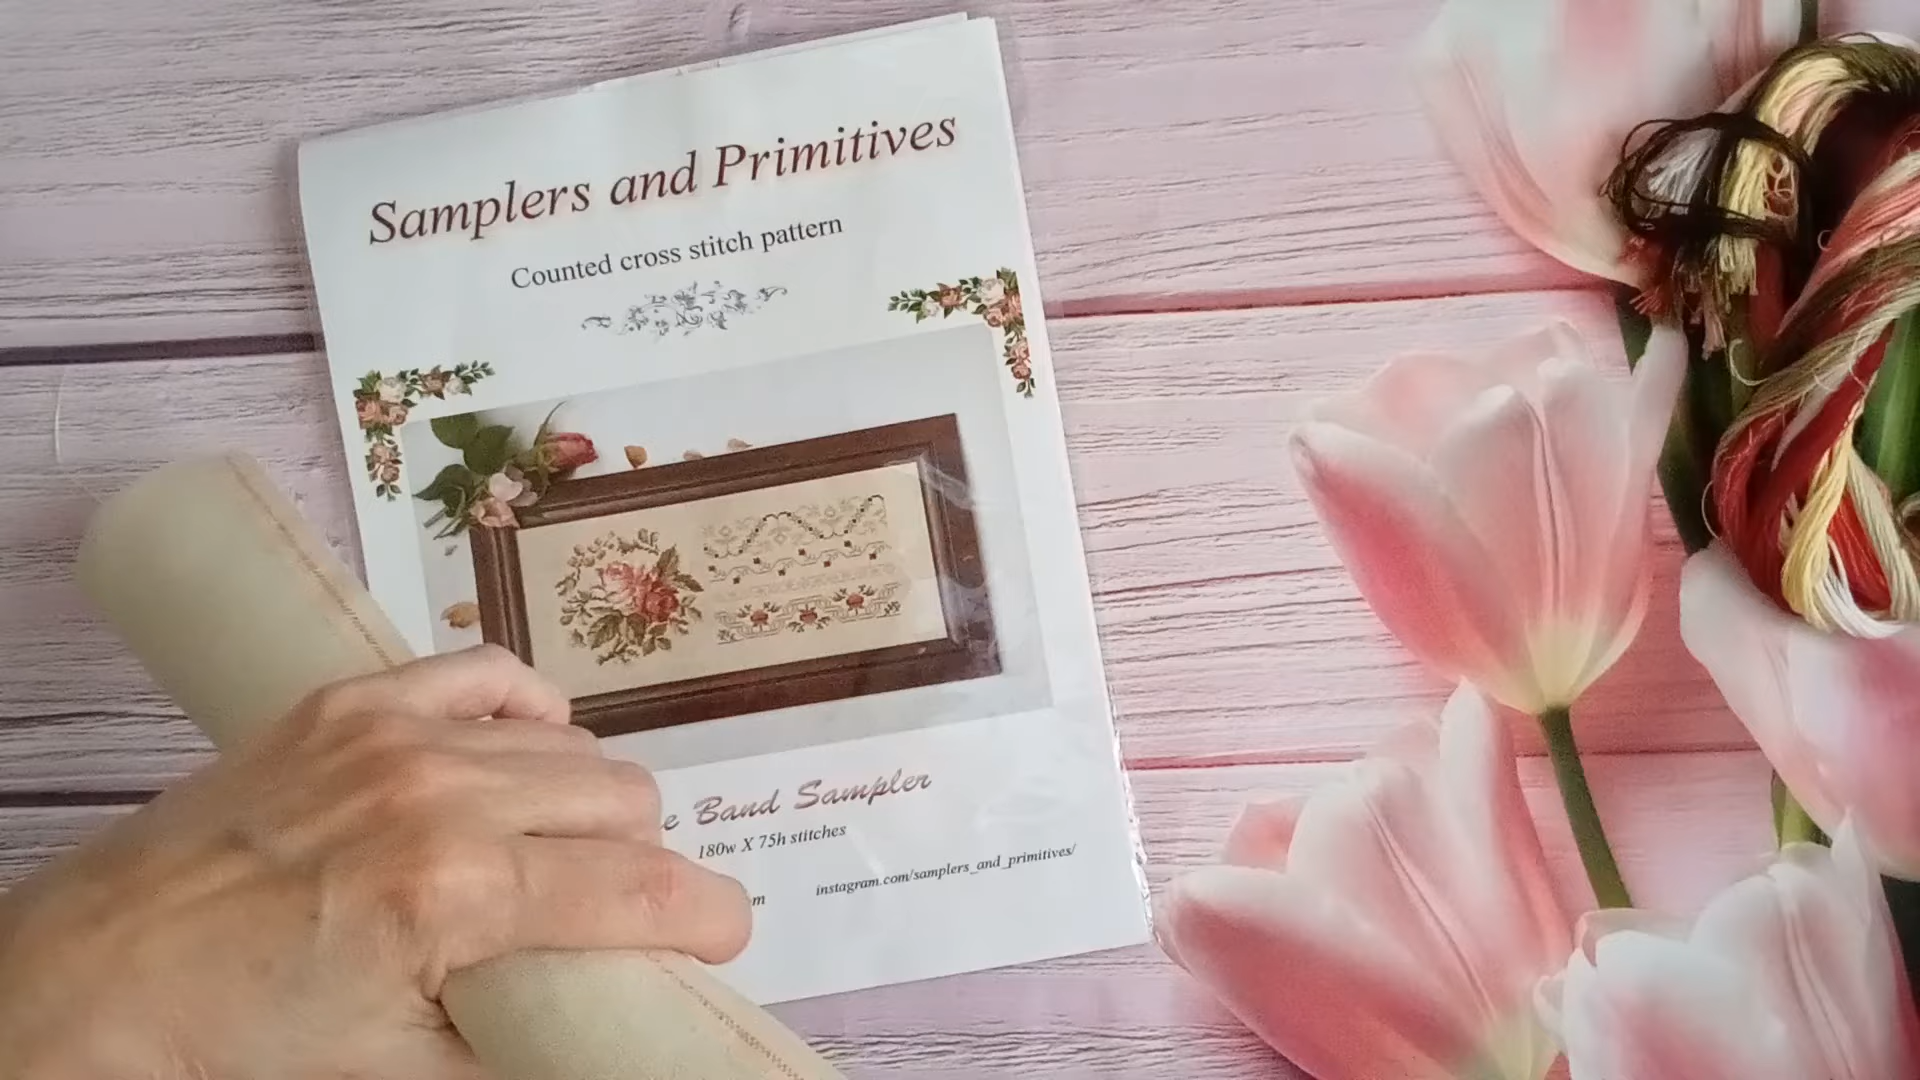 Samplers and Primitives
Counted cross stitch pattern
Band Sampler
180w X 75h stitches
instagram.com/samplers_and_primitives/